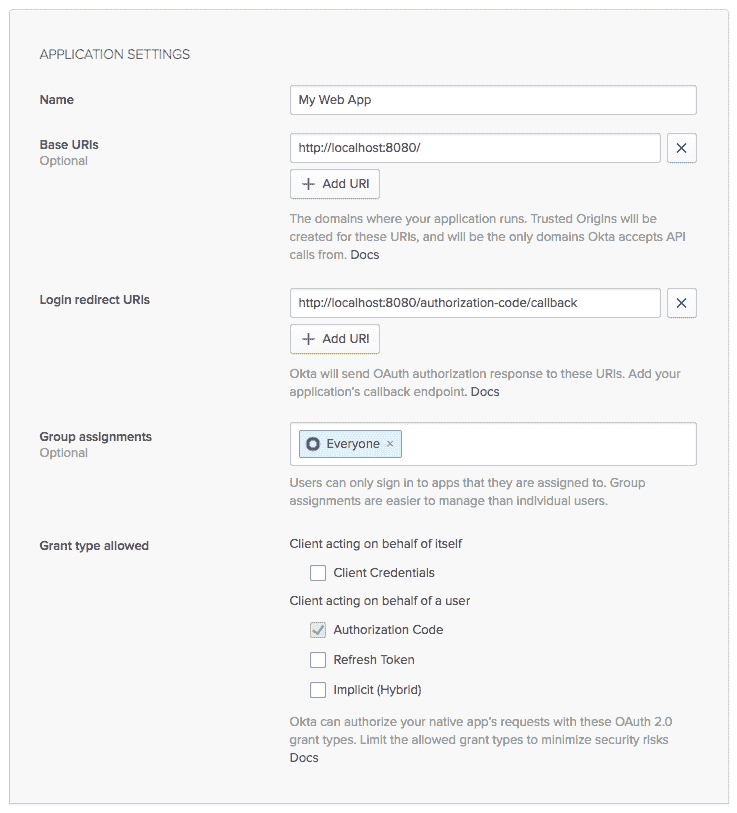 APPLICATION SETTINGS
Name
My Web App
Base URIs
Optional
http://localhost:8080/
Add URI
The domains where your application runs. Trusted Origins will be
created for these URIs, and will be the only domains Okta accepts API
calls from. Docs
Login redirect URIs
http://localhost:8080/authorization-code/callback
Add URI
Okta will send OAuth authorization response to these URIs. Add your
application's callback endpoint. Docs
Group assignments
Optional
Everyone ×
Users can only sign in to apps that they are assigned to. Group
assignments are easier to manage than individual users.
Grant type allowed
Client acting on behalf of itself
Client Credentials
Client acting on behalf of a user
Authorization Code
Refresh Token
Implicit (Hybrid)
Okta can authorize your native app's requests with these OAuth 2.0
grant types. Limit the allowed grant types to minimize security risks
Docs